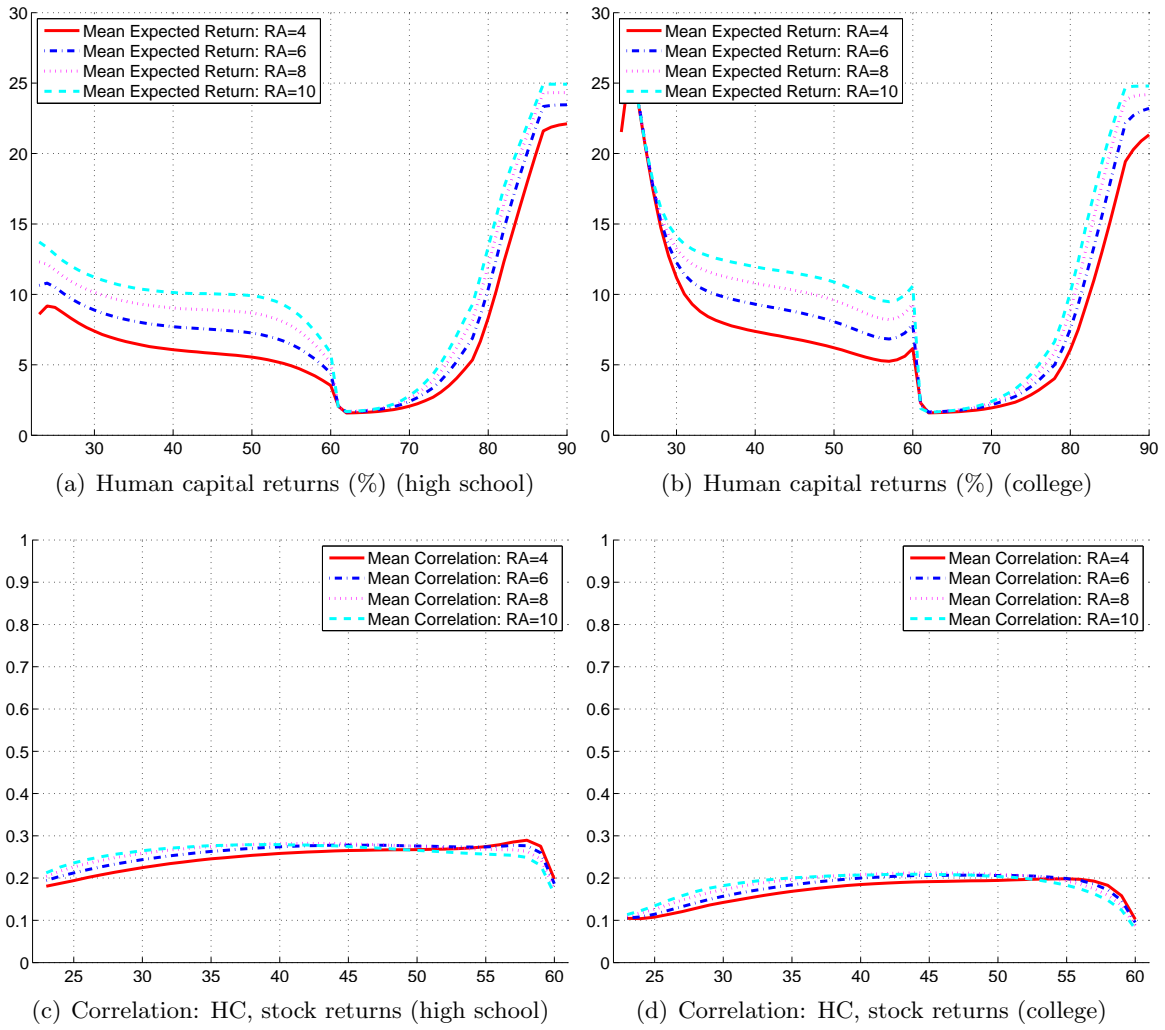 30
25
20
15
10
5
0
Mean Expected Return: RA=4
Mean Expected Return: RA=6
Mean Expected Return: RA=8
Mean Expected Return: RA=10
30 40 50 60 70 80 90
(a) Human capital returns (%) (high school)
30
25
20
15
10
5
0
Mean Expected Return: RA=4
Mean Expected Return: RA=6
Mean Expected Return: RA=8
Mean Expected Return: RA=10
30 40 50 60 70 80 90
(b) Human capital returns (%) (college)
1
0.9
0.8
0.7
0.6
0.5
0.4
0.3
0.2
0.1
0
Mean Correlation: RA=4
Mean Correlation: RA=6
Mean Correlation: RA=8
Mean Correlation: RA=10
25 30 35 40 45 50 55 60
(c) Correlation: HC, stock returns (high school)
1
0.9
0.8
0.7
0.6
0.5
0.4
0.3
0.2
0.1
0
Mean Correlation: RA=4
Mean Correlation: RA=6
Mean Correlation: RA=8
Mean Correlation: RA=10
25 30 35 40 45 50 55 60
(d) Correlation: HC, stock returns (college)